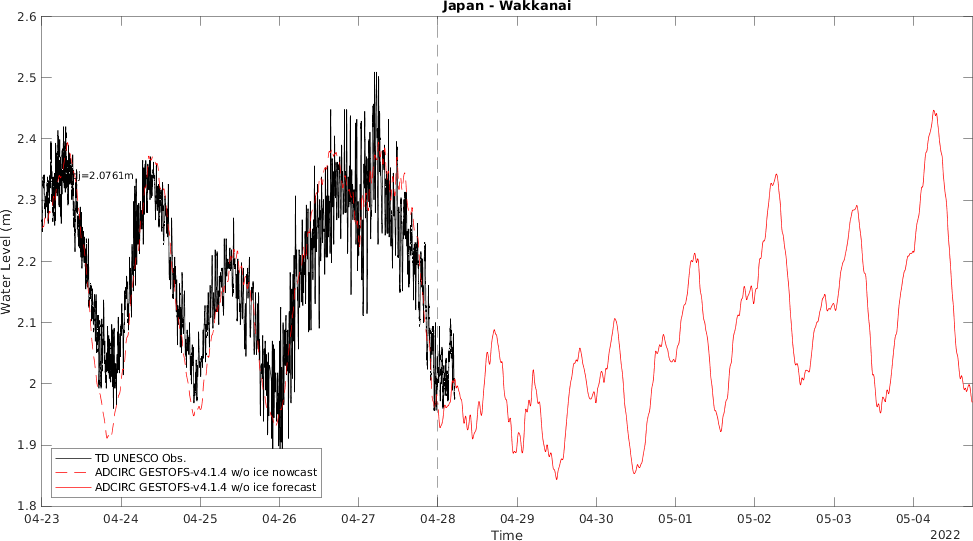 Japan - Wakkanai
2.6
2.5
2.4
2.3
2.2
2.1
2
1.9
1.8
Water Level (m)
j=2.0761m
TD UNESCO Obs.
ADCIRC GESTOFS-v4.1.4 w/o ice nowcast
ADCIRC GESTOFS-v4.1.4 w/o ice forecast
04-23 04-24 04-25 04-26 04-27 04-28 04-29 04-30 05-01 05-02 05-03 05-04
Time
2022